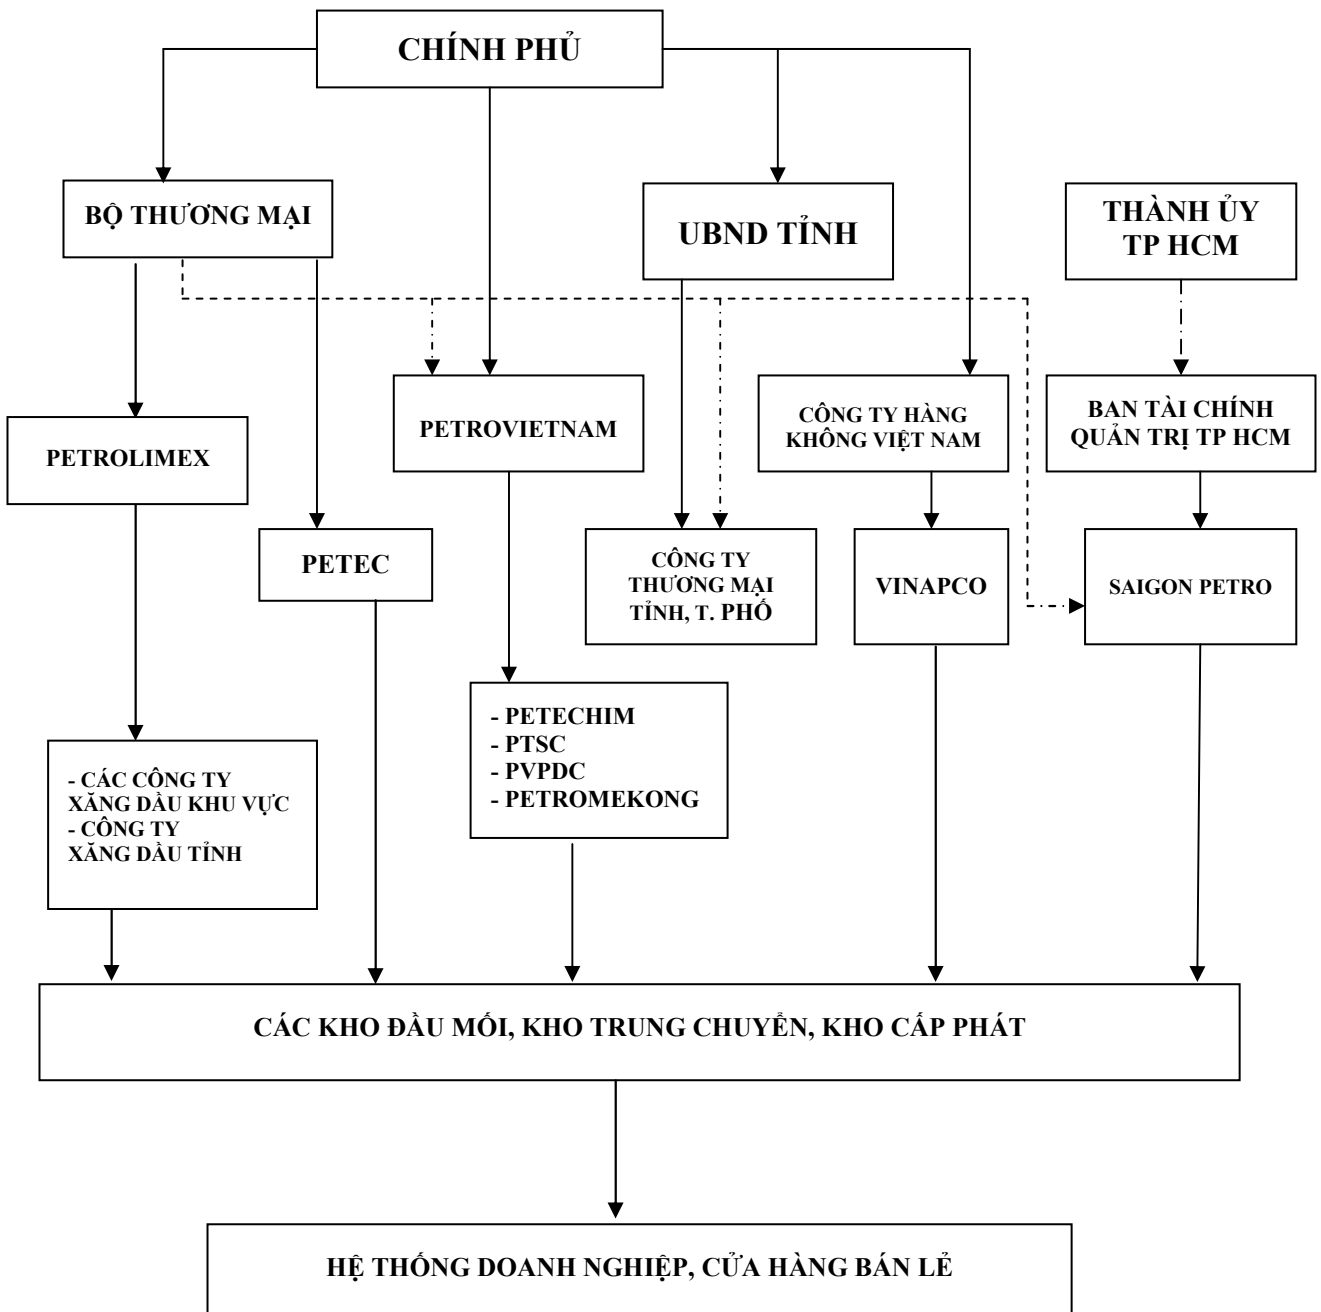 CHÍNH PHỦ
BỘ THƯƠNG MẠI
UBND TỈNH
THÀNH ỦY
TP HCM
PETROLIMEX
PETROVIETNAM
CÔNG TY HÀNG
KHÔNG VIỆT NAM
BAN TÀI CHÍNH
QUẢN TRỊ TP HCM
PETEC
CÔNG TY
THƯƠNG MẠI
TỈNH, T. PHỐ
VINAPCO
SAIGON PETRO
- PETECHIM
- PTSC
- PVPDC
- PETROMEKONG
- CÁC CÔNG TY
XĂNG DẦU KHU VỰC
- CÔNG TY
XĂNG DẦU TỈNH
CÁC KHO ĐẦU MỐI, KHO TRUNG CHUYỂN, KHO CẤP PHÁT
HỆ THỐNG DOANH NGHIỆP, CỬA HÀNG BÁN LẺ